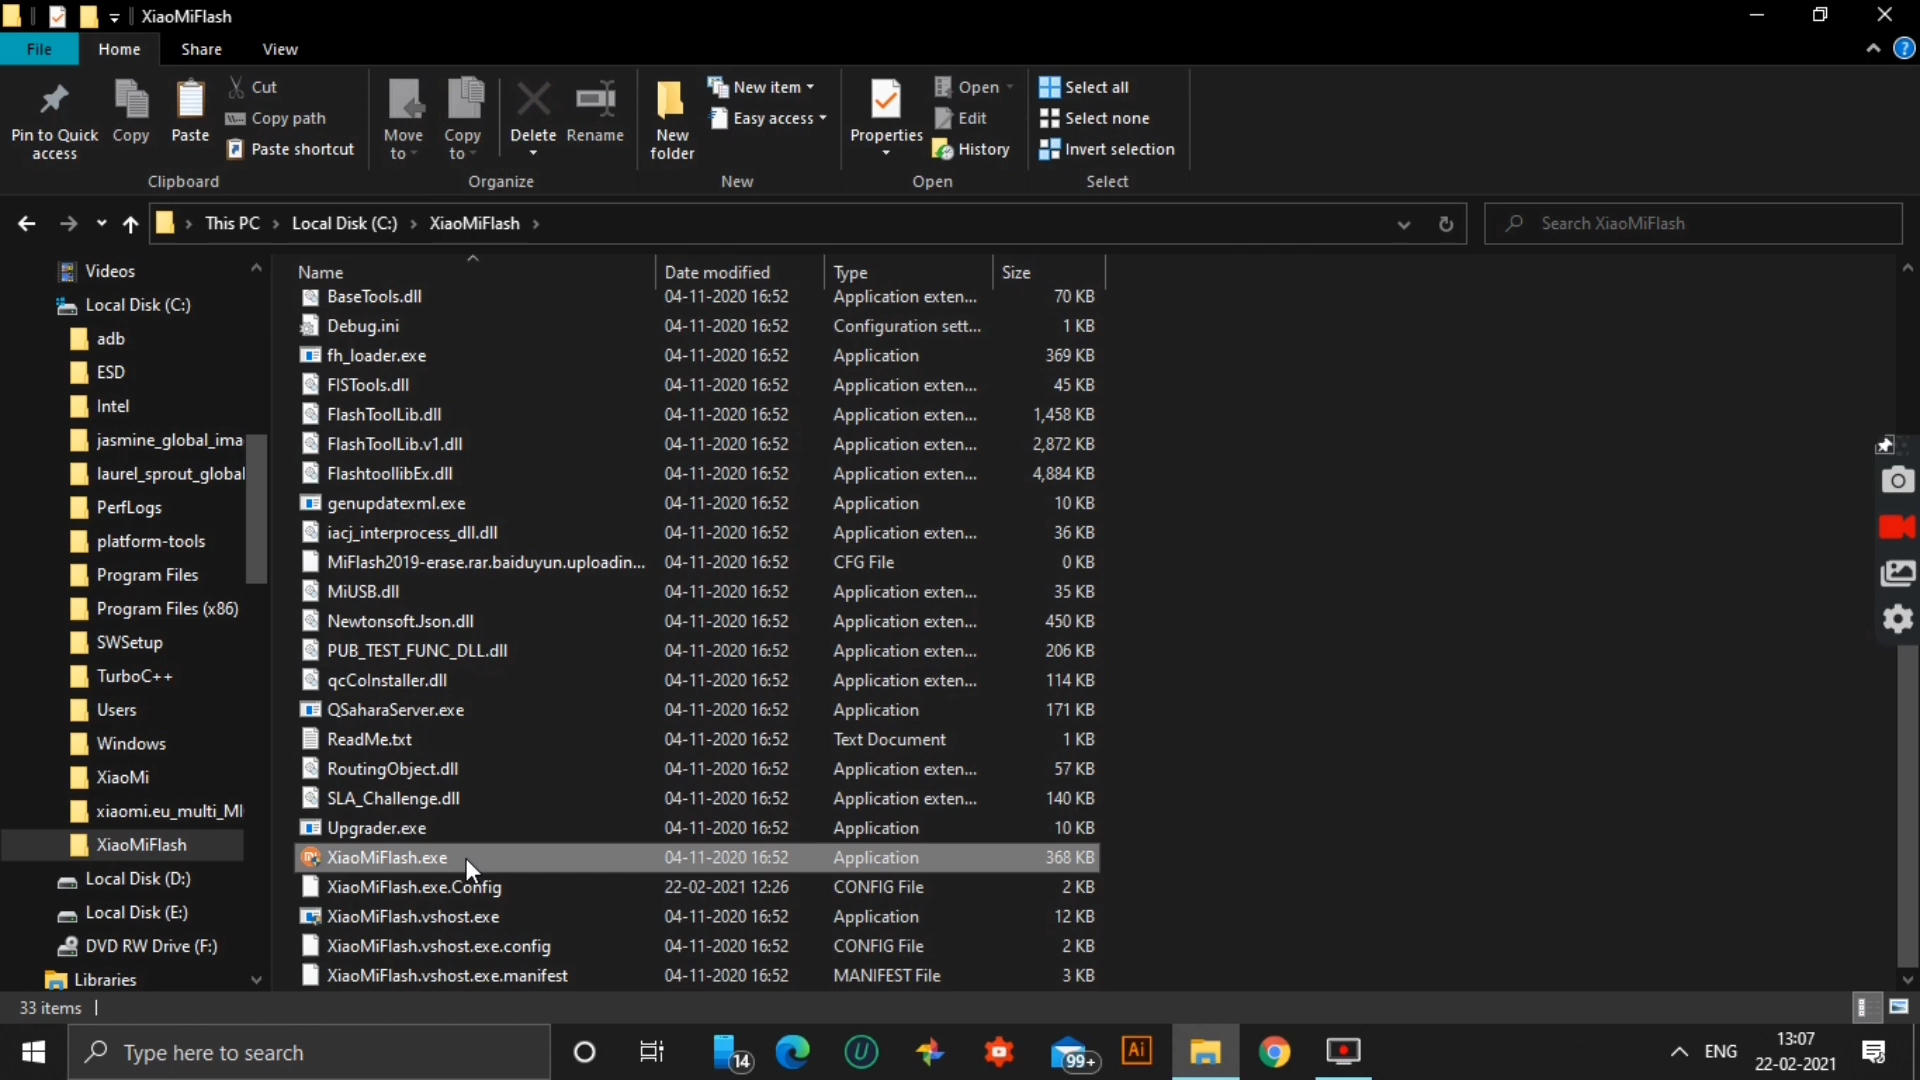 XiaoMiFlash
File Home Share View
Pin to Quick access
Copy
Paste
Cut
Copy path
Paste shortcut
Clipboard
Move to
Copy to
Delete
Rename
Organize
New folder
New item
Easy access
New
Properties
Open
Edit
History
Open
Select all
Select none
Invert selection
Select
This PC › Local Disk (C:) › XiaoMiFlash ›
Search XiaoMiFlash
Videos
Local Disk (C:)
adb
ESD
Intel
jasmine_global_ima
laurel_sprout_global
PerfLogs
platform-tools
Program Files
Program Files (x86)
SWSetup
TurboC++
Users
Windows
XiaoMi
xiaomi.eu_multi_MI
XiaoMiFlash
Local Disk (D:)
Local Disk (E:)
DVD RW Drive (F:)
Libraries
Name Date modified Type Size
BaseTools.dll 04-11-2020 16:52 Application exten... 70 KB
Debug.ini 04-11-2020 16:52 Configuration sett... 1 KB
fh_loader.exe 04-11-2020 16:52 Application 369 KB
FISTools.dll 04-11-2020 16:52 Application exten... 45 KB
FlashToolLib.dll 04-11-2020 16:52 Application exten... 1,458 KB
FlashToolLib.v1.dll 04-11-2020 16:52 Application exten... 2,872 KB
FlashtoollibEx.dll 04-11-2020 16:52 Application exten... 4,884 KB
genupdatexml.exe 04-11-2020 16:52 Application 10 KB
iacj_interprocess_dll.dll 04-11-2020 16:52 Application exten... 36 KB
MiFlash2019-erase.rar.baiduyun.uploadin... 04-11-2020 16:52 CFG File 0 KB
MiUSB.dll 04-11-2020 16:52 Application exten... 35 KB
Newtonsoft.Json.dll 04-11-2020 16:52 Application exten... 450 KB
PUB_TEST_FUNC_DLL.dll 04-11-2020 16:52 Application exten... 206 KB
qcCoInstaller.dll 04-11-2020 16:52 Application exten... 114 KB
QSaharaServer.exe 04-11-2020 16:52 Application 171 KB
ReadMe.txt 04-11-2020 16:52 Text Document 1 KB
RoutingObject.dll 04-11-2020 16:52 Application exten... 57 KB
SLA_Challenge.dll 04-11-2020 16:52 Application exten... 140 KB
Upgrader.exe 04-11-2020 16:52 Application 10 KB
XiaoMiFlash.exe 04-11-2020 16:52 Application 368 KB
XiaoMiFlash.exe.Config 22-02-2021 12:26 CONFIG File 2 KB
XiaoMiFlash.vshost.exe 04-11-2020 16:52 Application 12 KB
XiaoMiFlash.vshost.exe.config 04-11-2020 16:52 CONFIG File 2 KB
XiaoMiFlash.vshost.exe.manifest 04-11-2020 16:52 MANIFEST File 3 KB
33 items
Type here to search
14
99+
Ai
ENG
13:07
22-02-2021